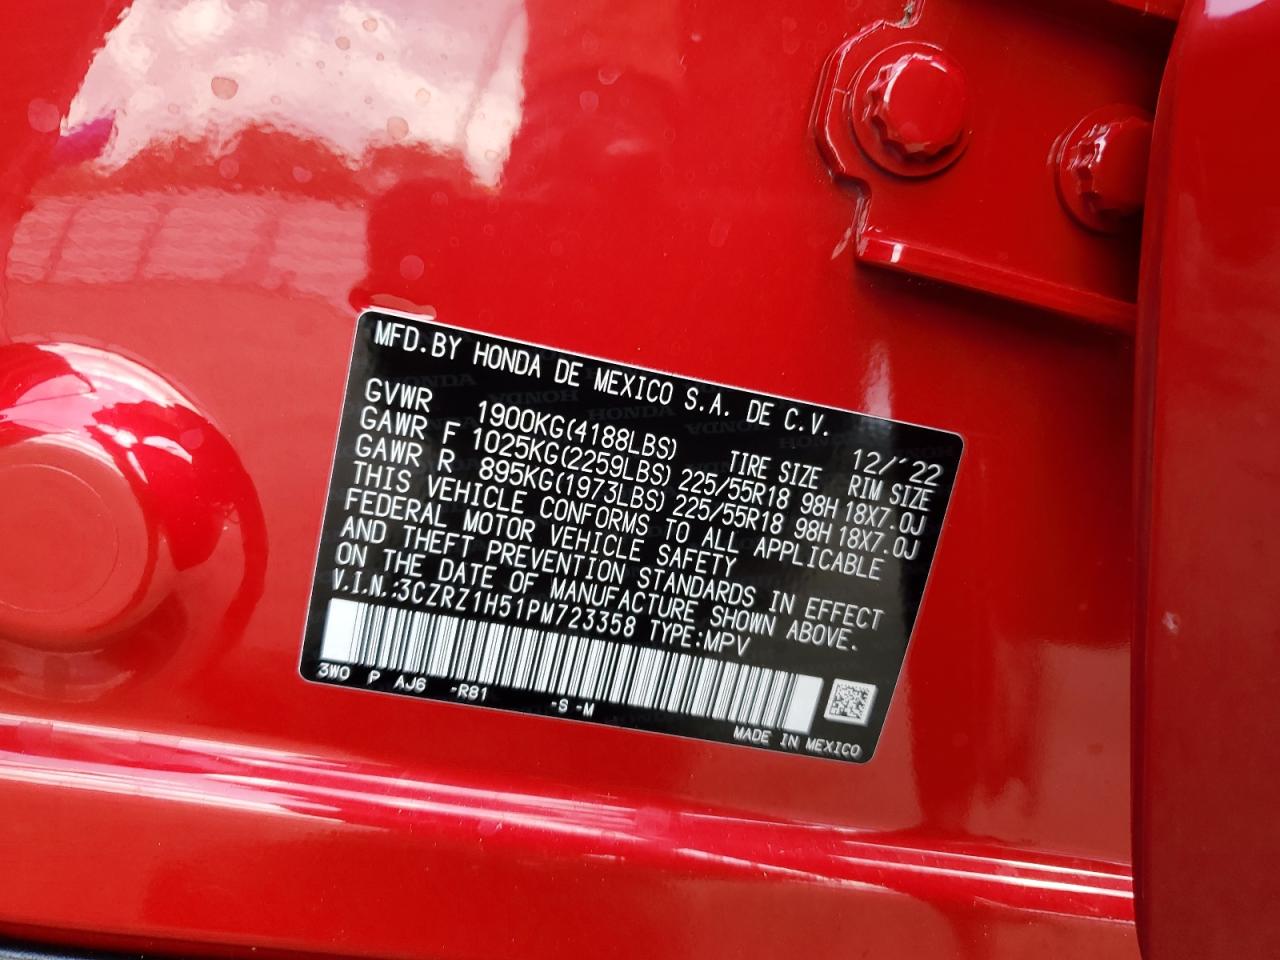 MFD.BY HONDA DE MEXICO S.A. DE C.V.
12/'22
GVWR 1900KG(4188LBS) TIRE SIZE RIM SIZE
GAWR F 1025KG(2259LBS) 225/55R18 98H 18X7.0J
GAWR R 895KG(1973LBS) 225/55R18 98H 18X7.0J
THIS VEHICLE CONFORMS TO ALL APPLICABLE
FEDERAL MOTOR VEHICLE SAFETY
AND THEFT PREVENTION STANDARDS IN EFFECT
ON THE DATE OF MANUFACTURE SHOWN ABOVE.
V.I.N.:3CZRZ1H51PM723358 TYPE:MPV
3W0 P AJ6 -R81 -S -M
MADE IN MEXICO